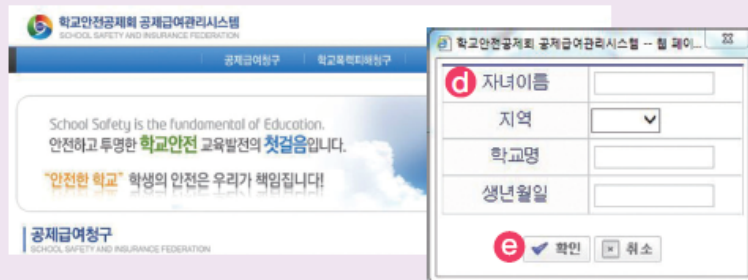 학교안전공제회 공제급여관리시스템
SCHOOL SAFETY AND INSURANCE FEDERATION
공제급여청구 학교폭력피해청구
School Safety is the fundamental of Education.
안전하고 투명한 학교안전 교육발전의 첫걸음입니다.
"안전한 학교" 학생의 안전은 우리가 책임집니다!
공제급여청구
SCHOOL SAFETY AND INSURANCE FEDERATION
학교안전공제회 공제급여관리시스템 -- 웹 페이...
d 자녀이름
지역
학교명
생년월일
e 확인 취소